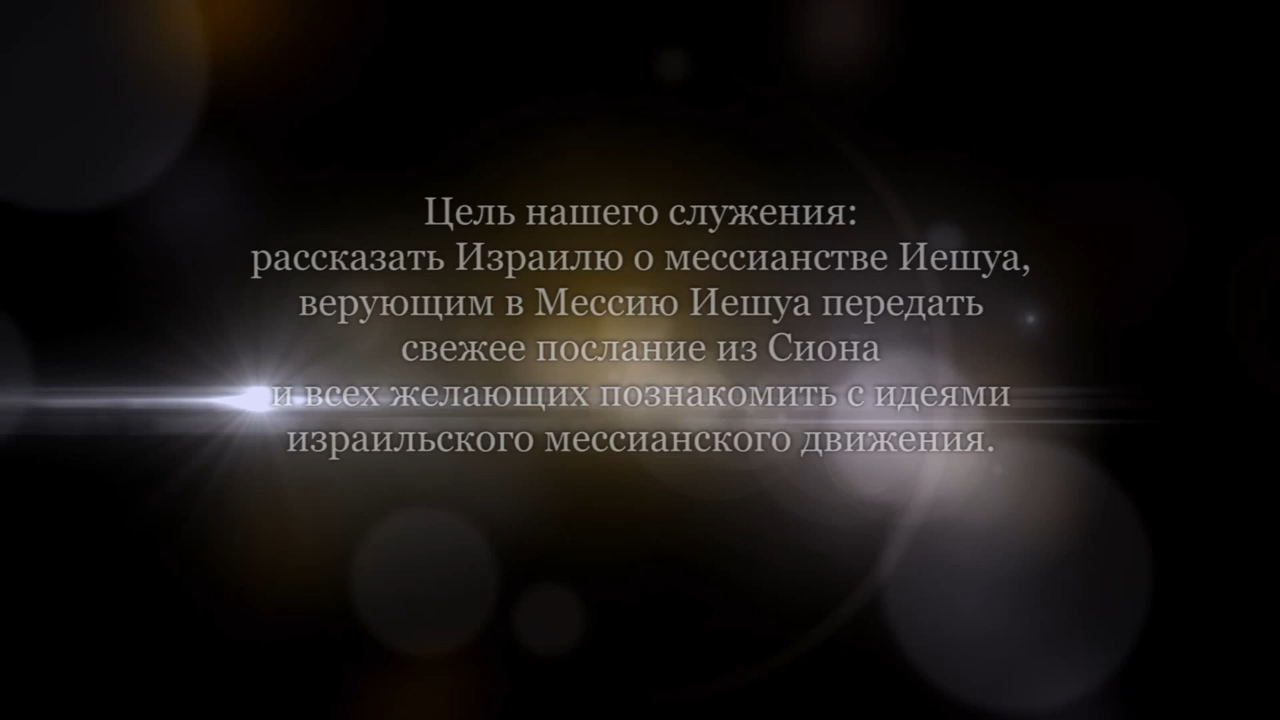 Цель нашего служения:
рассказать Израилю о мессианстве Иешуа,
верующим в Мессию Иешуа передать
свежее послание из Сиона
и всех желающих познакомить с идеями
израильского мессианского движения.